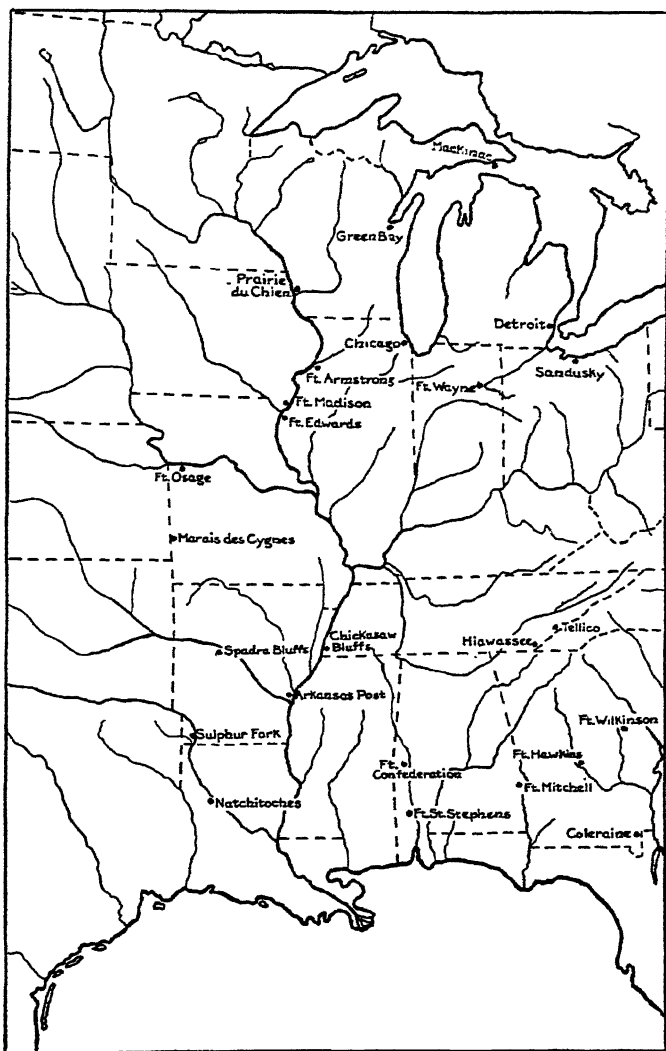 Mackinac
Green Bay
Prairie
du Chien
Detroit
Chicago
Sandusky
Ft. Armstrong
Ft. Wayne
Ft. Madison
Ft. Edwards
Ft. Osage
Marais des Cygnes
Chickasaw
Bluffs
Tellico
Hiawassee
Spadra Bluffs
Arkansas Post
Ft. Wilkinson
Sulphur Fork
Ft. Hawkins
Ft.
Confederation
Ft. Mitchell
Natchitoches
Ft. St. Stephens
Coleraine